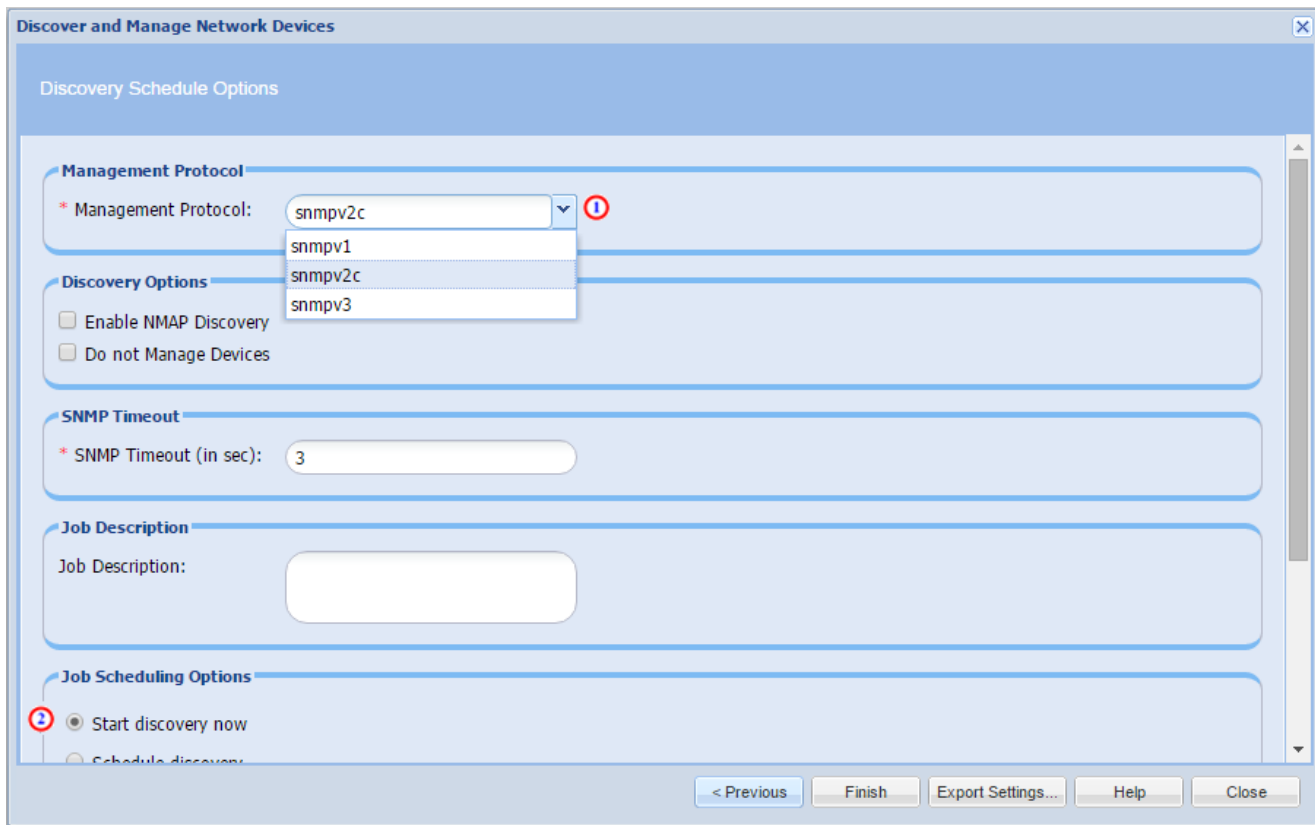 Discover and Manage Network Devices
Discovery Schedule Options
Management Protocol
* Management Protocol: snmpv2c 1
snmpv1
snmpv2c
snmpv3
Discovery Options
Enable NMAP Discovery
Do not Manage Devices
SNMP Timeout
* SNMP Timeout (in sec): 3
Job Description
Job Description:
Job Scheduling Options
2 Start discovery now
Schedule discovery
< Previous Finish Export Settings... Help Close